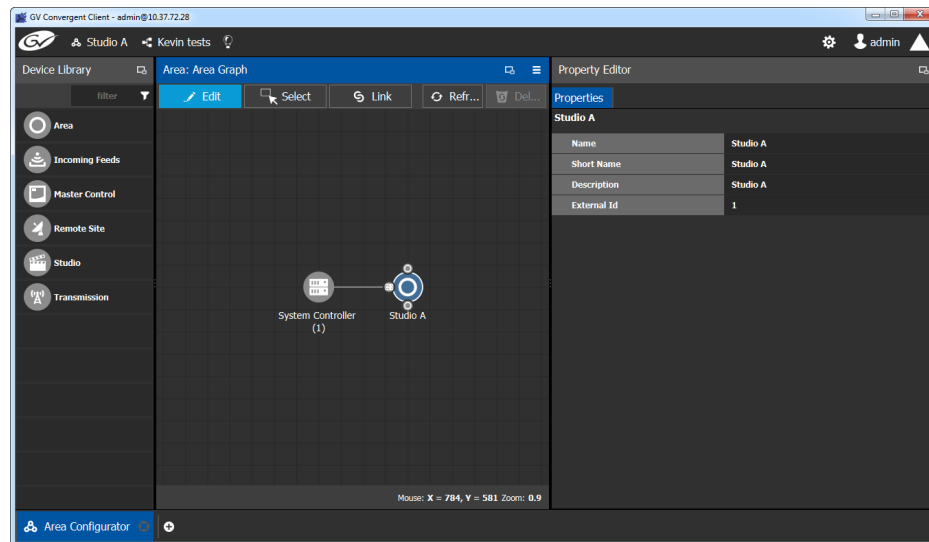 GV Convergent Client - admin@10.37.72.28
GV Studio A Kevin tests admin
Device Library
Area: Area Graph
Property Editor
filter
Edit Select Link Refr... Del...
Properties
Studio A
Area
Incoming Feeds
Master Control
Remote Site
Studio
Transmission
Name Studio A
Short Name Studio A
Description Studio A
External Id 1
System Controller
(1)
Studio A
Mouse: X = 784, Y = 581 Zoom: 0.9
Area Configurator